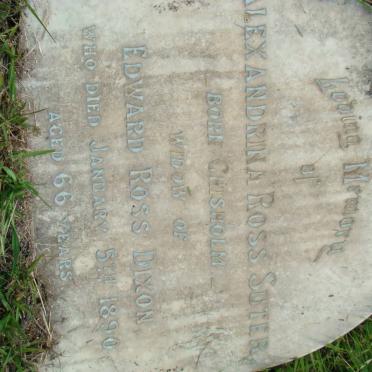 Loving Memory
of
ALEXANDRINA ROSS SUTER
BORN CHISHOLM
WIDOW OF
EDWARD ROSS DIXON
WHO DIED JANUARY 5TH 1890
AGED 66 YEARS